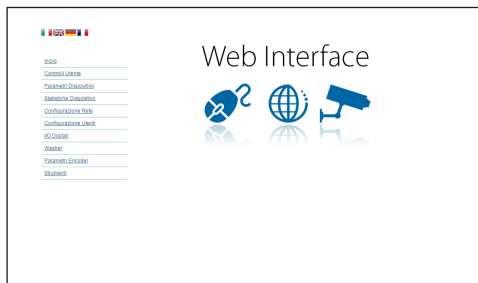 Web Interface
Inizio
Controlli Utente
Parametri Dispositivo
Statistiche Dispositivo
Configurazione Rete
Configurazione Utenti
I/O Digitali
Washer
Parametri Encoder
Strumenti